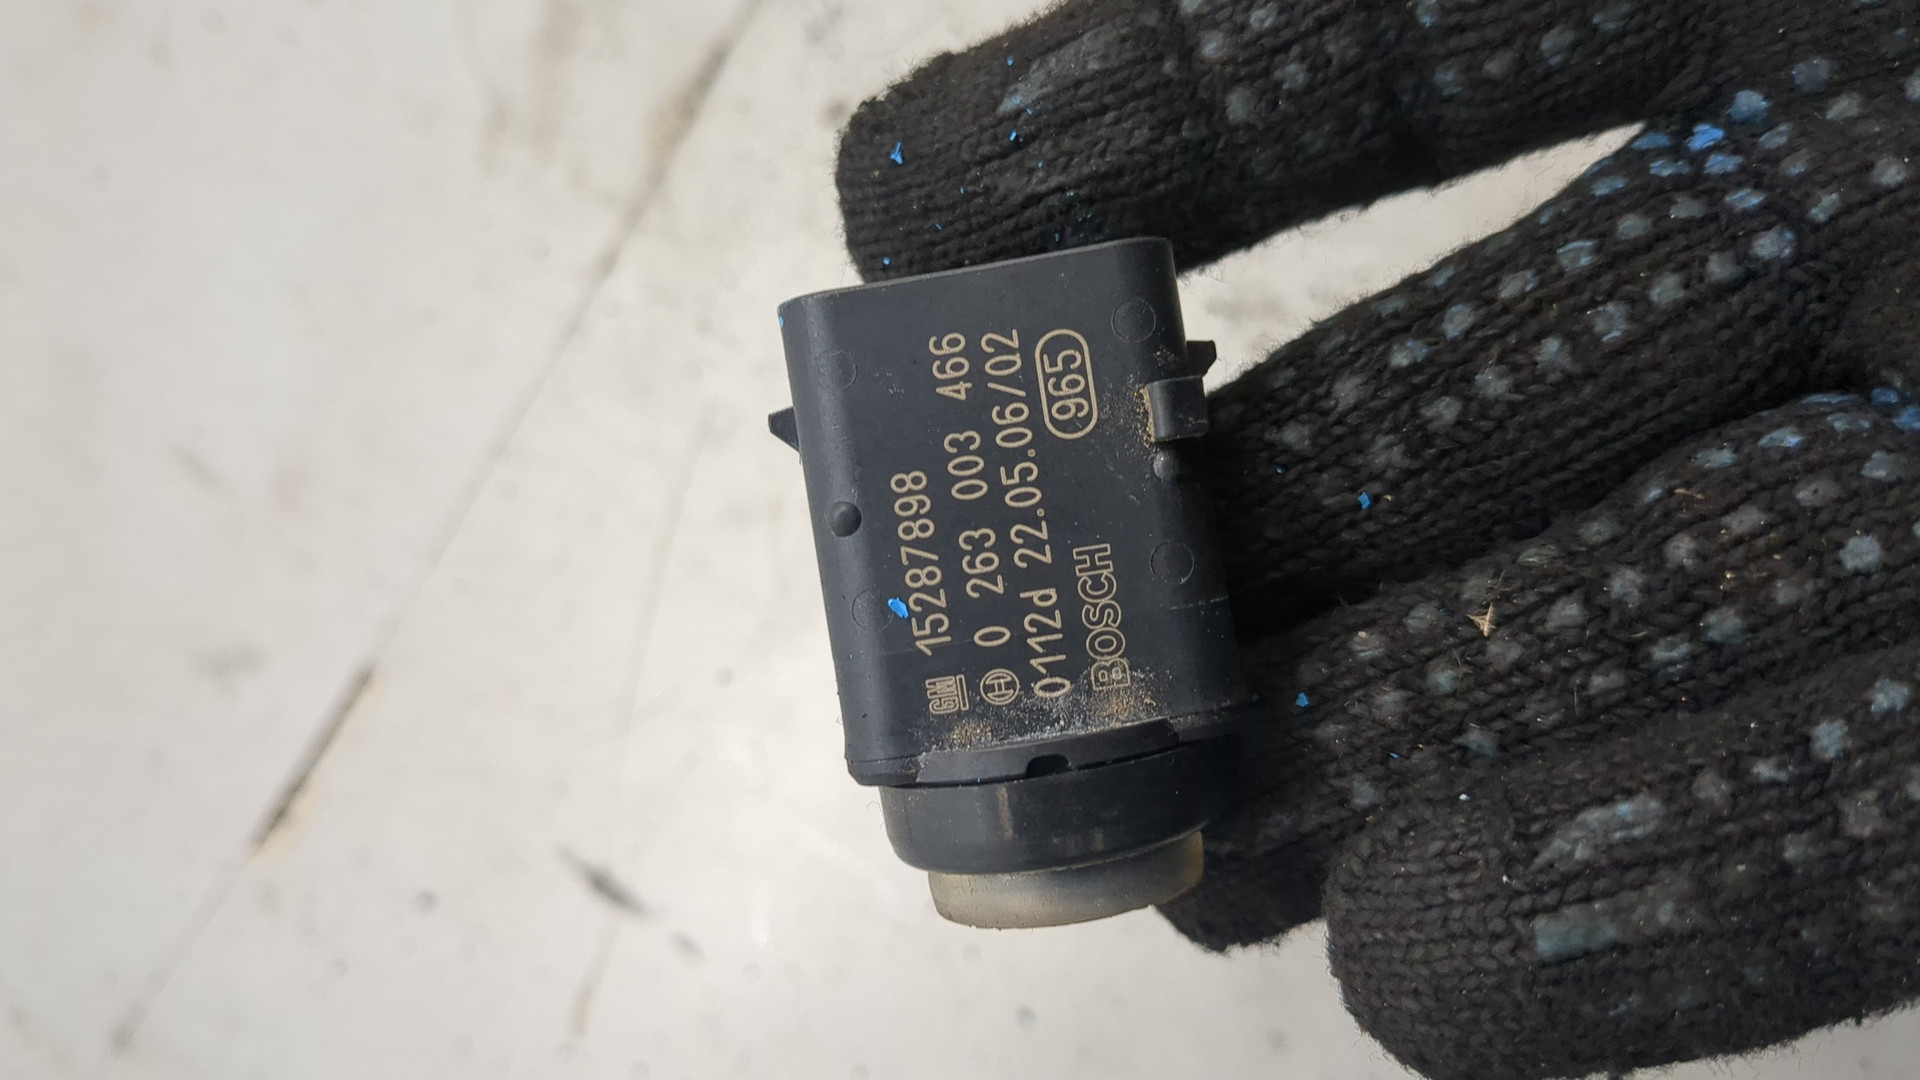 GM 15287898
0 263 003 466
0112d 22.05.06/02
BOSCH 965